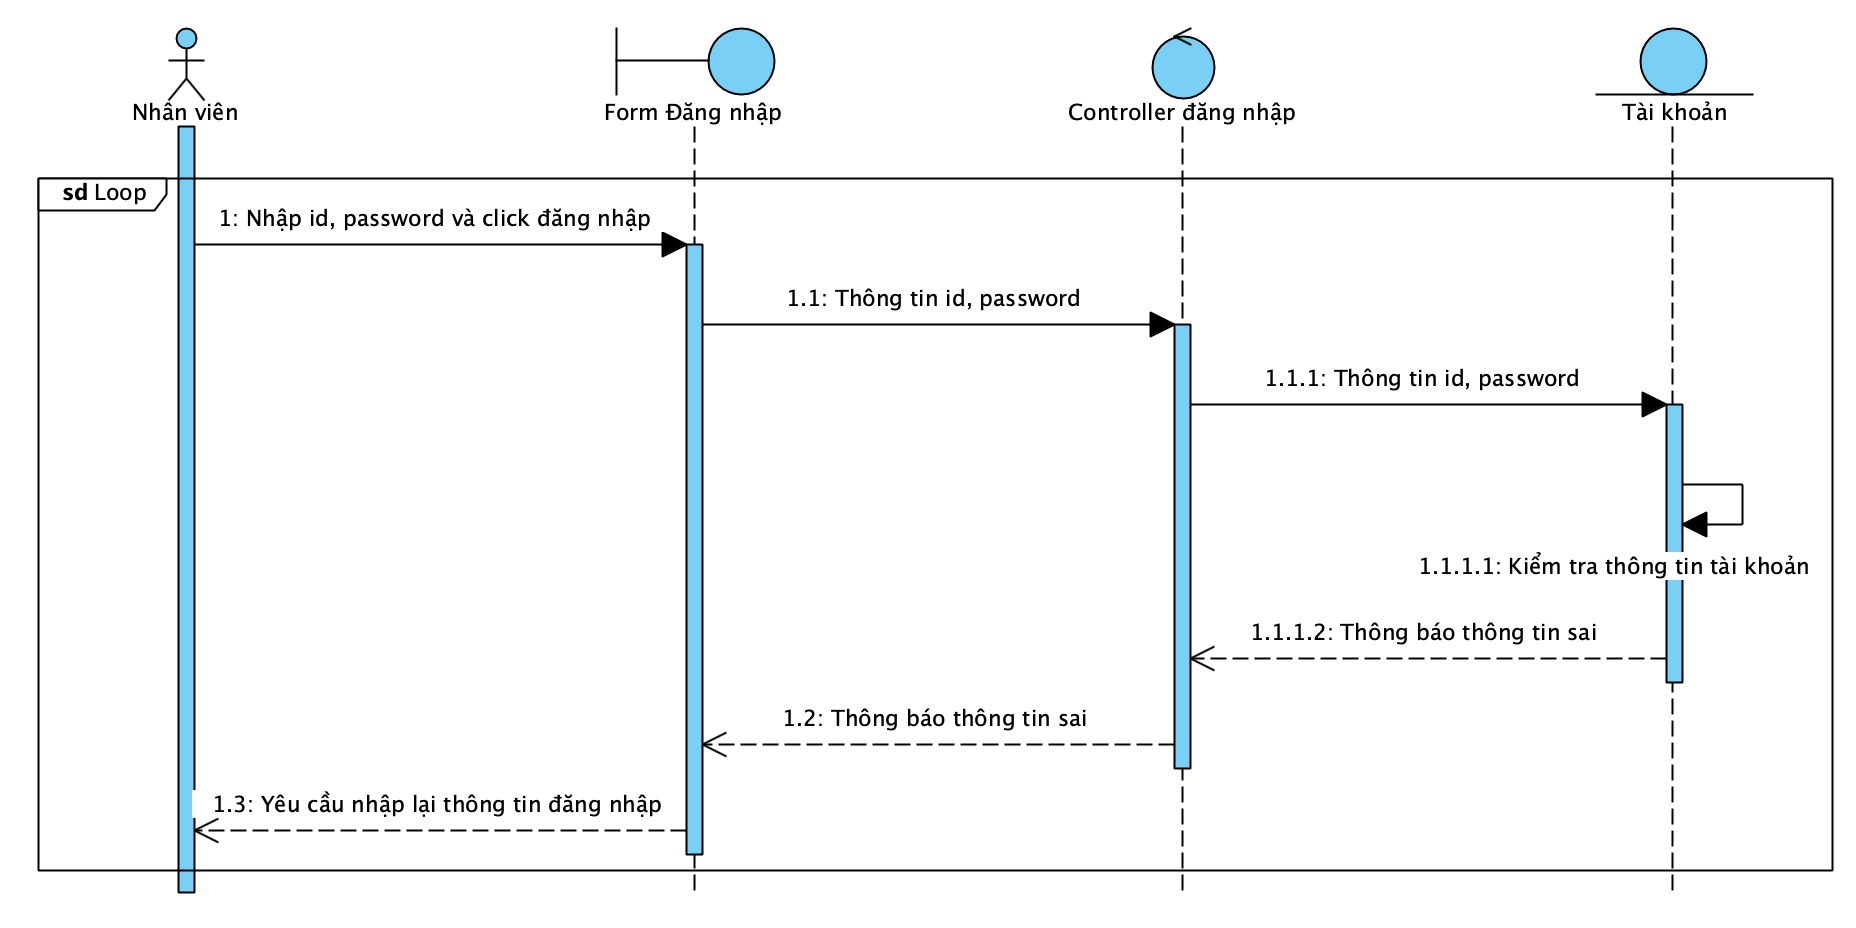 Nhân viên
Form Đăng nhập
Controller đăng nhập
Tài khoản
sd Loop
1: Nhập id, password và click đăng nhập
1.1: Thông tin id, password
1.1.1: Thông tin id, password
1.1.1.1: Kiểm tra thông tin tài khoản
1.1.1.2: Thông báo thông tin sai
1.2: Thông báo thông tin sai
1.3: Yêu cầu nhập lại thông tin đăng nhập